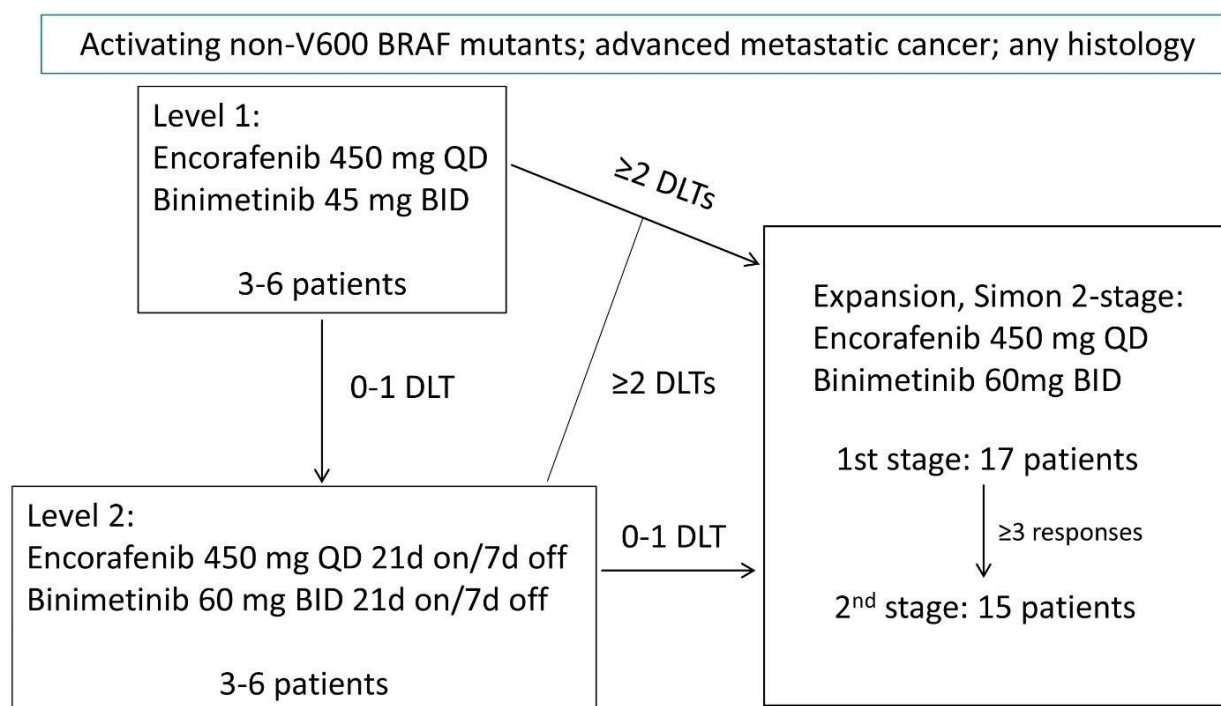 Activating non-V600 BRAF mutants; advanced metastatic cancer; any histology
Level 1:
Encorafenib 450 mg QD
Binimetinib 45 mg BID
3-6 patients
≥2 DLTs
0-1 DLT
≥2 DLTs
Level 2:
Encorafenib 450 mg QD 21d on/7d off
Binimetinib 60 mg BID 21d on/7d off
3-6 patients
0-1 DLT
Expansion, Simon 2-stage:
Encorafenib 450 mg QD
Binimetinib 60mg BID
1st stage: 17 patients
≥3 responses
2nd stage: 15 patients